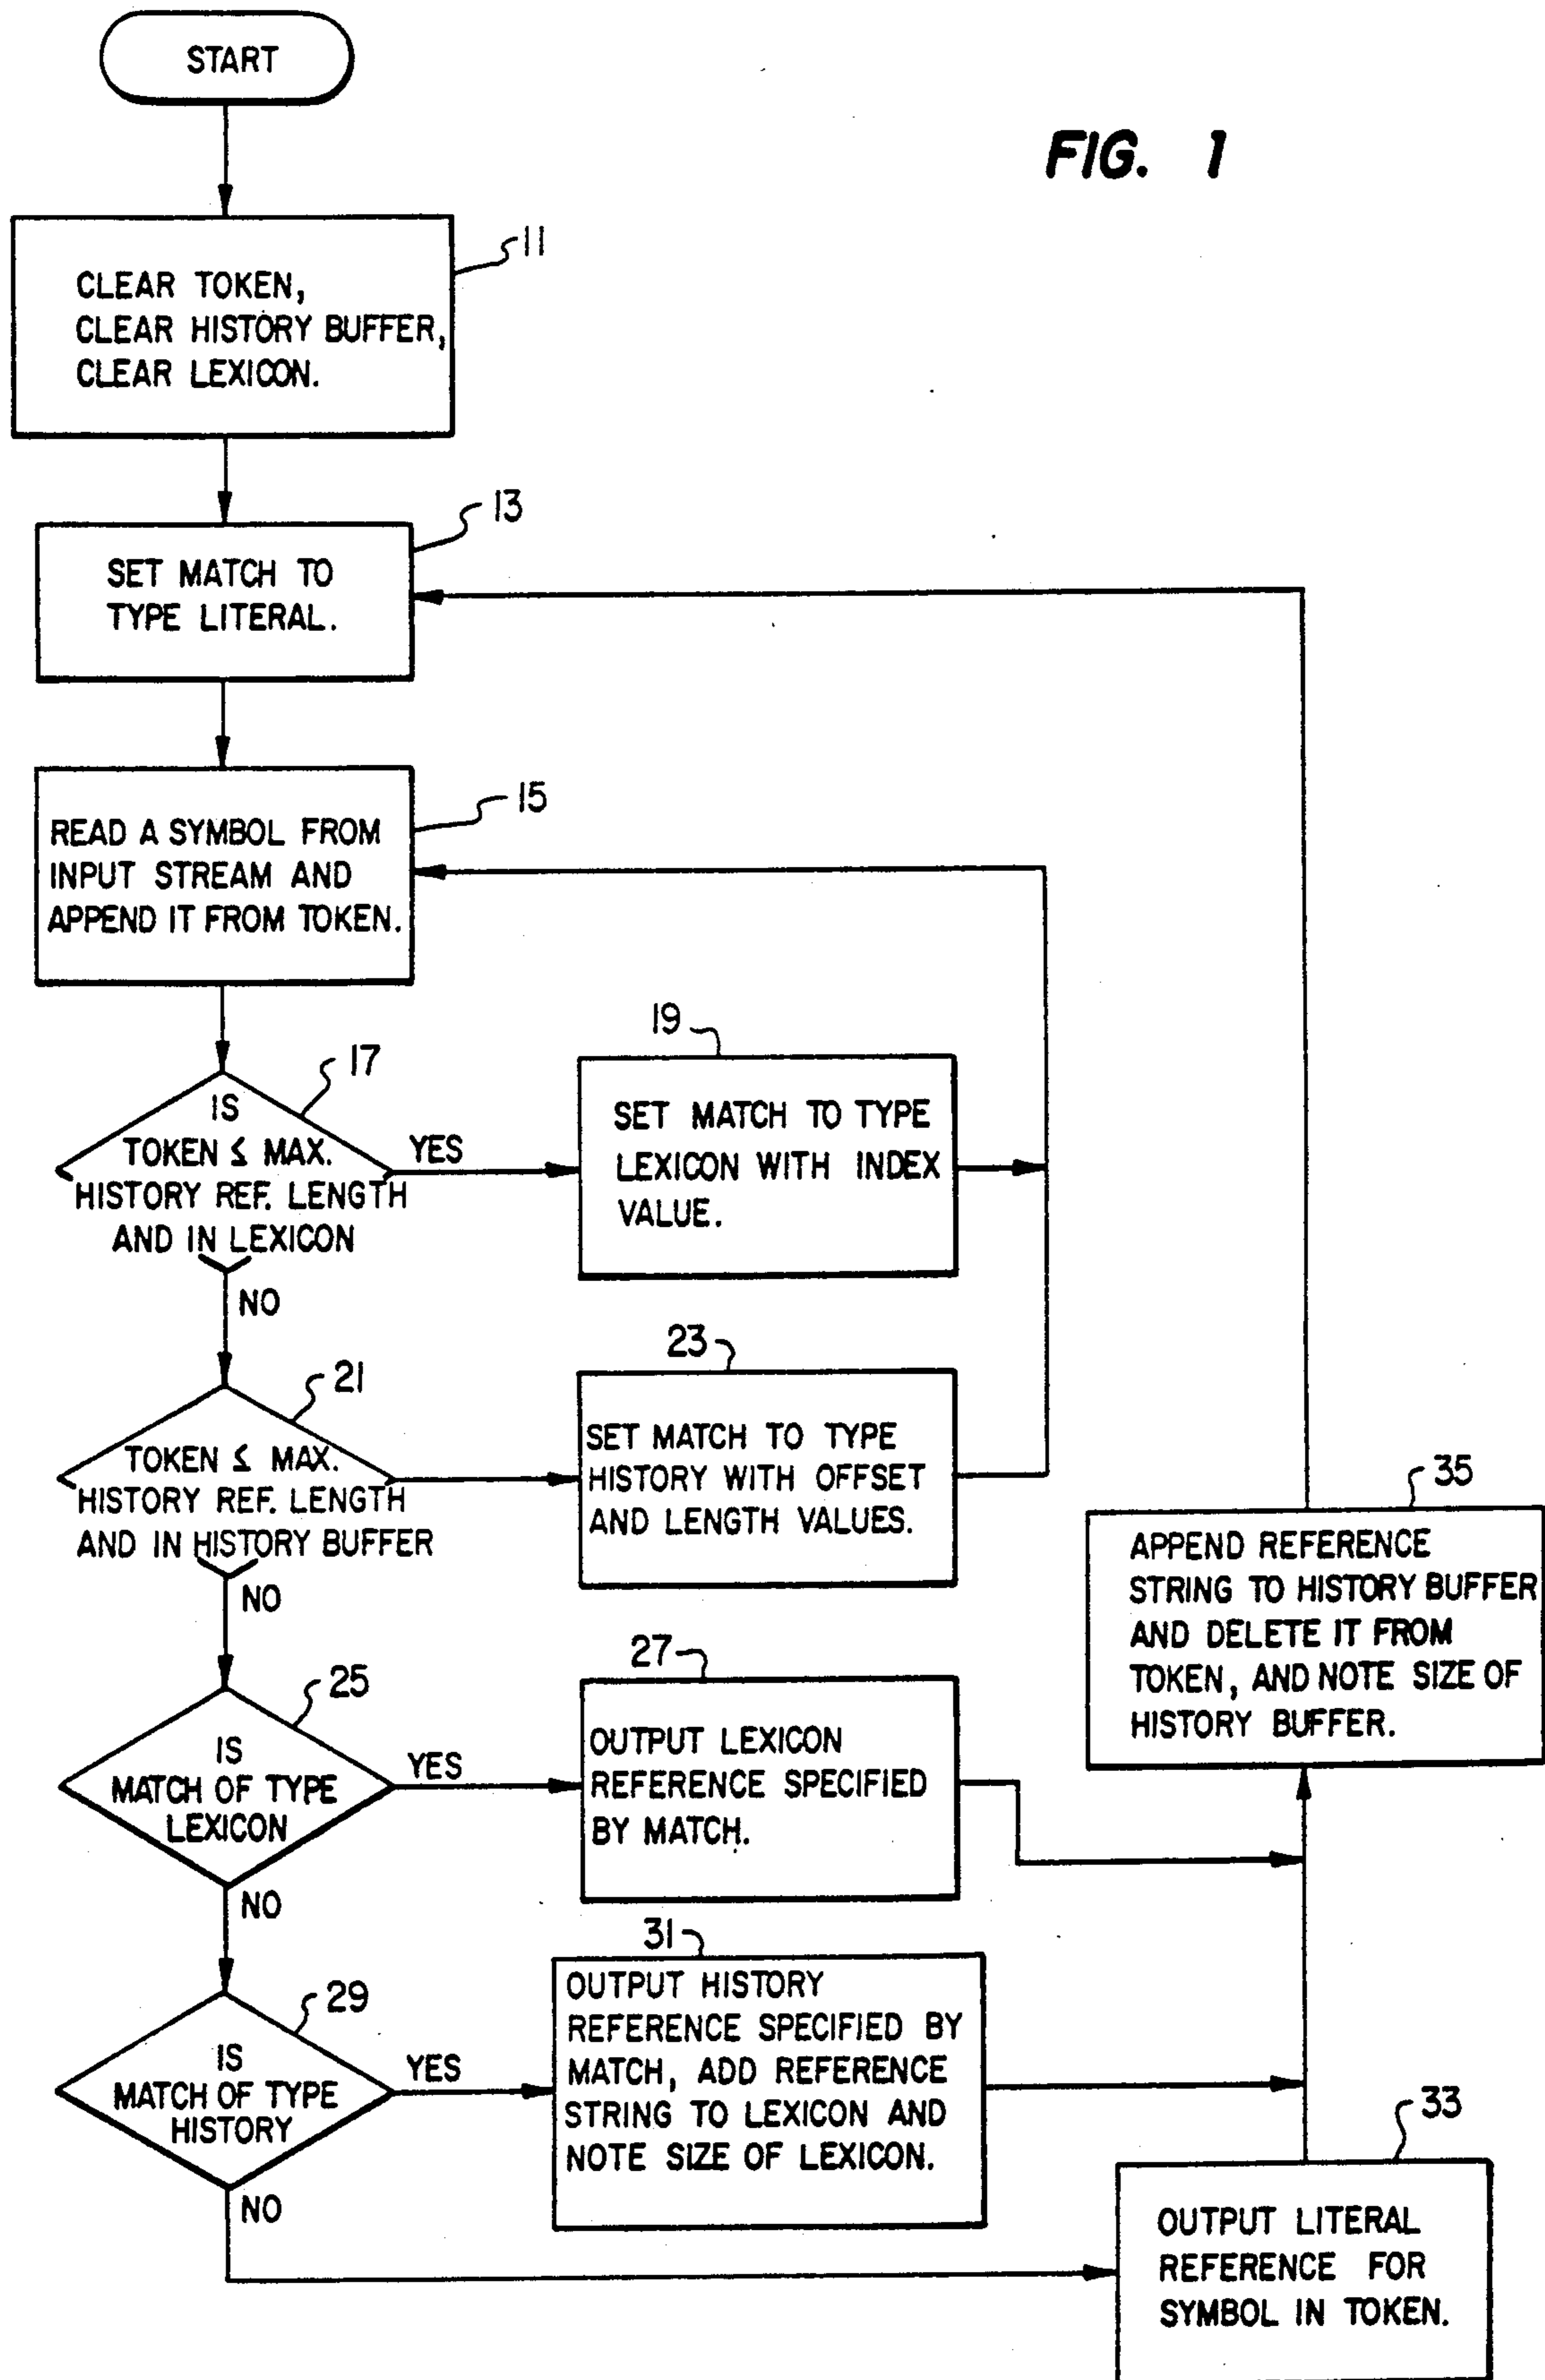 START
FIG. 1
11
CLEAR TOKEN,
CLEAR HISTORY BUFFER,
CLEAR LEXICON.
13
SET MATCH TO
TYPE LITERAL.
15
READ A SYMBOL FROM
INPUT STREAM AND
APPEND IT FROM TOKEN.
17
IS
TOKEN ≤ MAX.
HISTORY REF. LENGTH
AND IN LEXICON
YES
NO
19
SET MATCH TO TYPE
LEXICON WITH INDEX
VALUE.
21
TOKEN ≤ MAX.
HISTORY REF. LENGTH
AND IN HISTORY BUFFER
NO
23
SET MATCH TO TYPE
HISTORY WITH OFFSET
AND LENGTH VALUES.
25
IS
MATCH OF TYPE
LEXICON
YES
NO
27
OUTPUT LEXICON
REFERENCE SPECIFIED
BY MATCH.
29
IS
MATCH OF TYPE
HISTORY
YES
NO
31
OUTPUT HISTORY
REFERENCE SPECIFIED BY
MATCH, ADD REFERENCE
STRING TO LEXICON AND
NOTE SIZE OF LEXICON.
33
OUTPUT LITERAL
REFERENCE FOR
SYMBOL IN TOKEN.
35
APPEND REFERENCE
STRING TO HISTORY BUFFER
AND DELETE IT FROM
TOKEN, AND NOTE SIZE OF
HISTORY BUFFER.